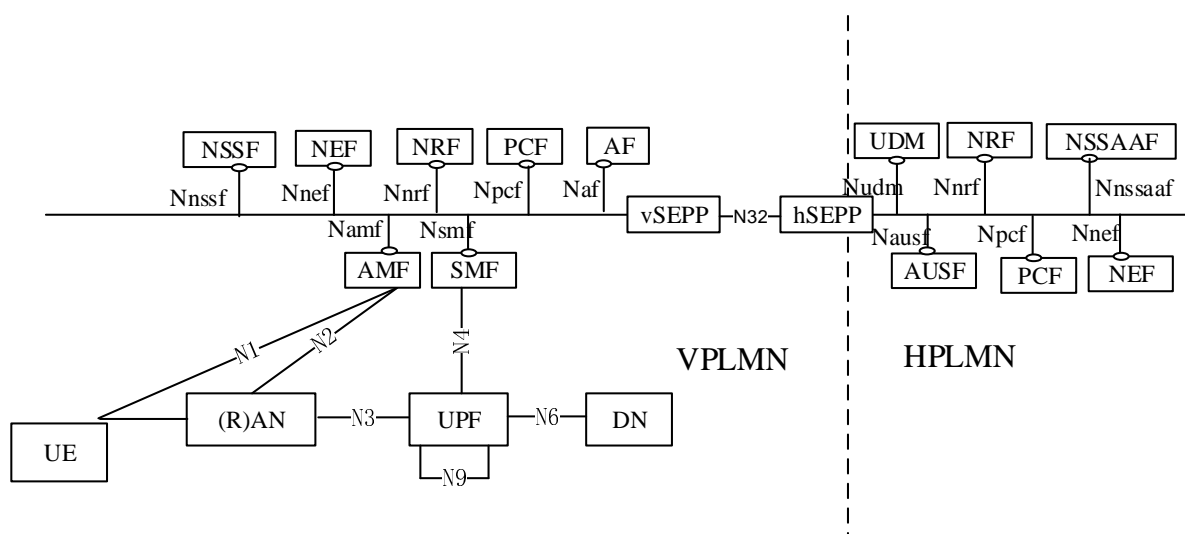 NSSF
NEF
NRF
PCF
AF
UDM
NRF
NSSAAF
Nnssf
Nnef
Nnrf
Npcf
Naf
Nudm
Nnrf
Nnssaaf
vSEPP
N32
hSEPP
Namf
Nsmf
Nausf
Npcf
Nnef
AMF
SMF
AUSF
PCF
NEF
N1
N2
N4
VPLMN
HPLMN
(R)AN
N3
UPF
N6
DN
UE
N9